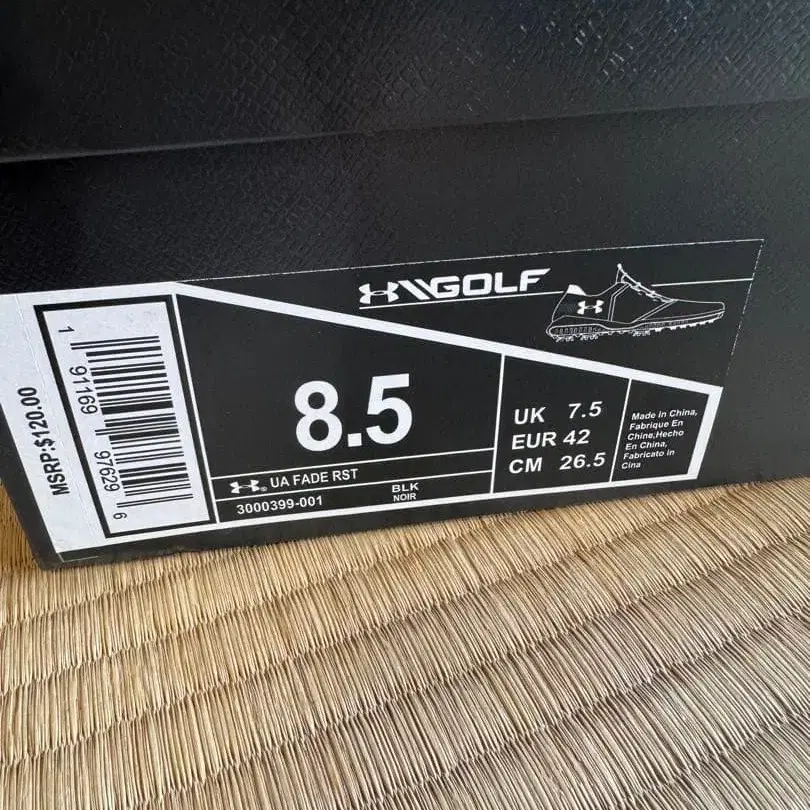 GOLF
MSRP:$120.00
1 91169 97629 6
8.5
UA FADE RST
3000399-001
BLK
NOIR
UK 7.5
EUR 42
CM 26.5
Made in China,
Fabrique En
Chine,Hecho
En China,
Fabricato in
Cina